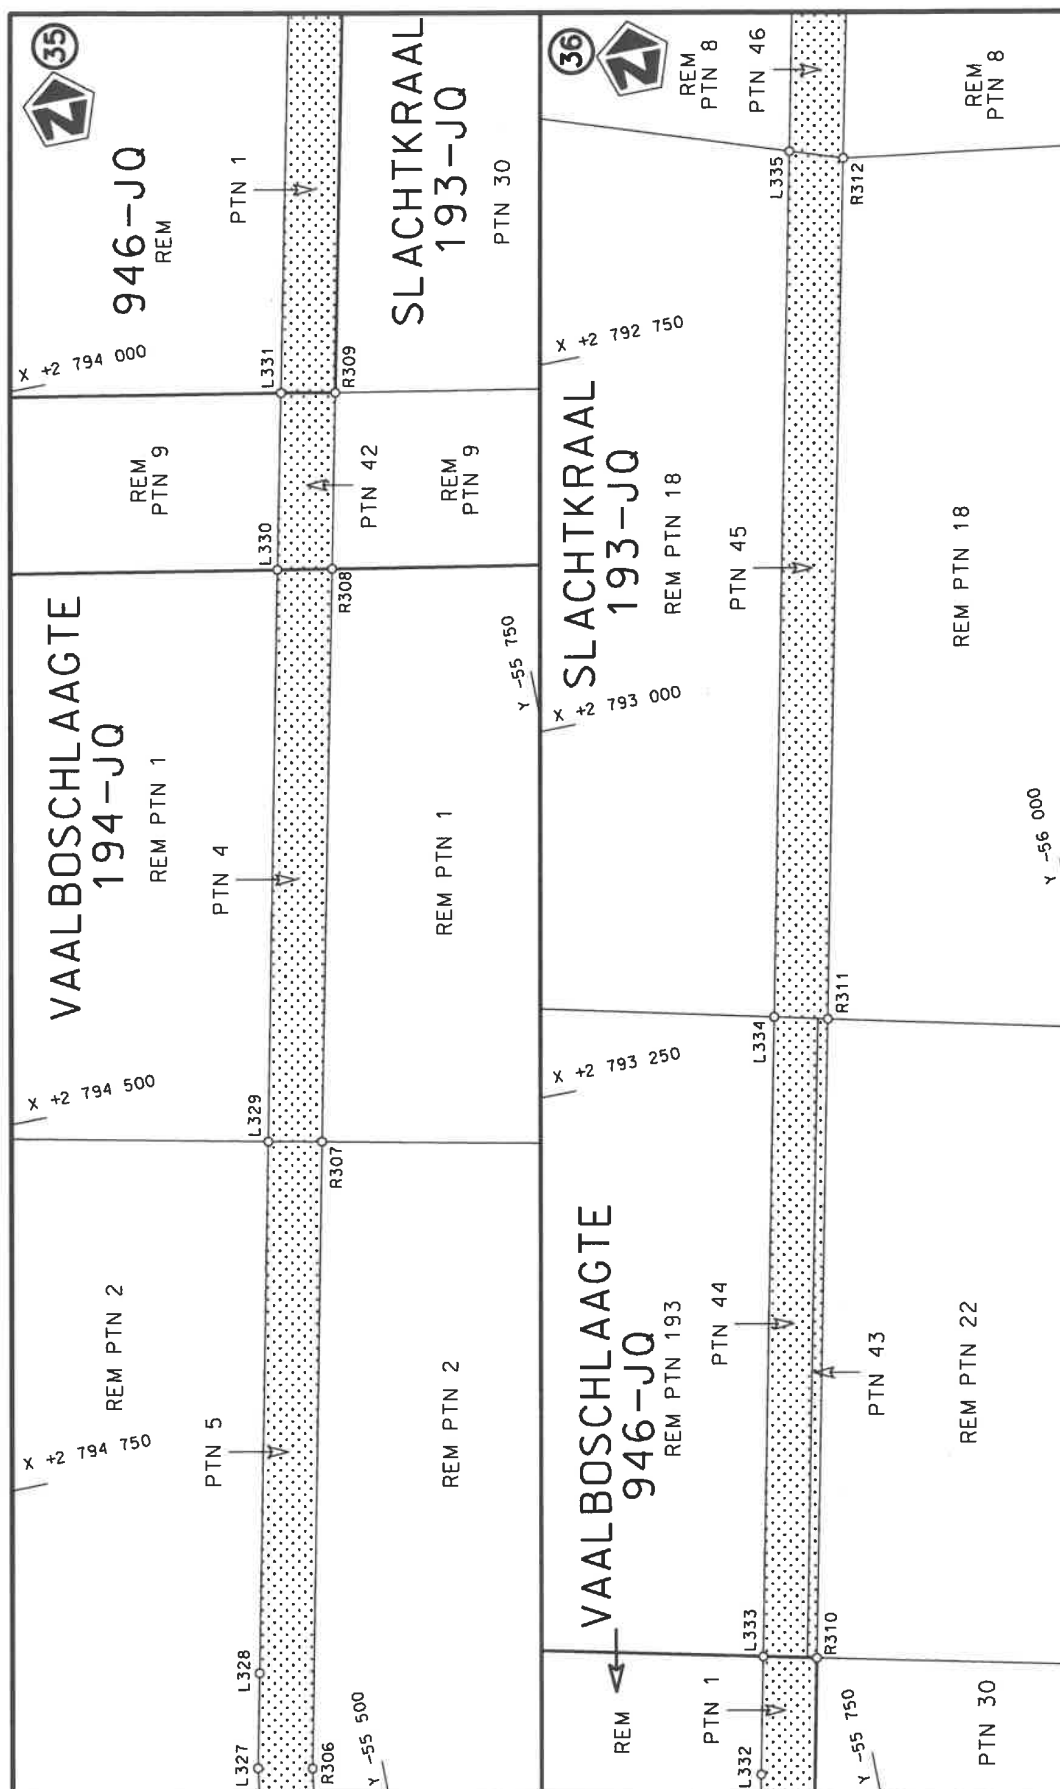 35
946-JQ
REM
PTN 1
SLACHTKRAAL
193-JQ
PTN 30
X +2 794 000
L331
R309
REM
PTN 9
PTN 42
REM
PTN 9
L330
R308
VAALBOSCHLAAGTE
194-JQ
REM PTN 1
PTN 4
REM PTN 1
Y -55 750
X +2 794 500
L329
R307
REM PTN 2
PTN 5
REM PTN 2
X +2 794 750
L328
L327
R306
Y -55 500
36
REM
PTN 8
PTN 46
REM
PTN 8
L335
R312
X +2 792 750
SLACHTKRAAL
193-JQ
REM PTN 18
PTN 45
REM PTN 18
X +2 793 000
Y -56 000
L334
R311
X +2 793 250
VAALBOSCHLAAGTE
946-JQ
REM PTN 193
PTN 44
PTN 43
REM PTN 22
L333
R310
REM
PTN 1
L332
Y -55 750
PTN 30